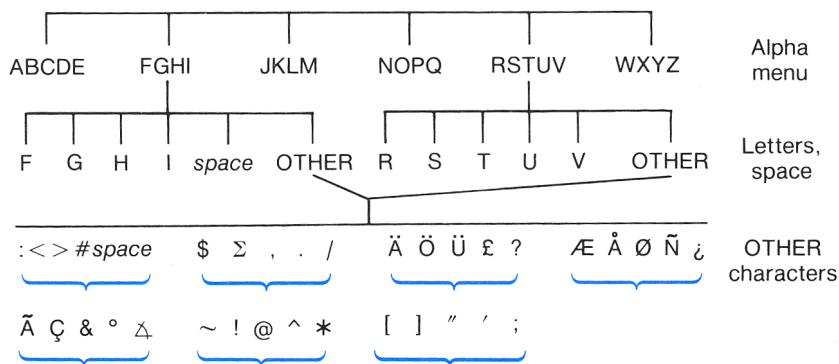 ABCDE FGHI JKLM NOPQ RSTUV WXYZ Alpha menu
F G H I space OTHER R S T U V OTHER Letters, space
: < > # space $ Σ , . / Ä Ö Ü £ ? Æ Å Ø Ñ ¿ OTHER characters
Ã Ç & ° ∡ ~ ! @ ^ * [ ] " ' ;